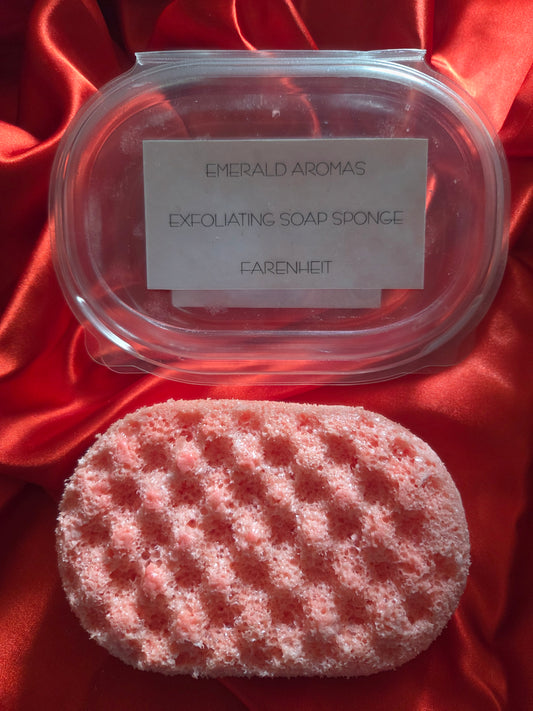 EMERALD AROMAS
EXFOLIATING SOAP SPONGE
FARENHEIT